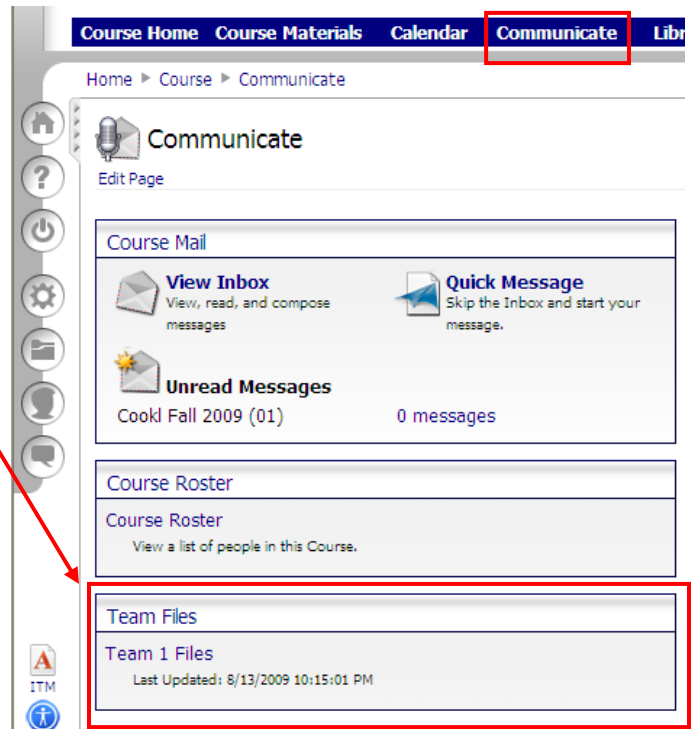 Course Home Course Materials Calendar Communicate Libr
Home ▶ Course ▶ Communicate
Communicate
Edit Page
Course Mail
View Inbox
View, read, and compose
messages
Quick Message
Skip the Inbox and start your
message.
Unread Messages
Cookl Fall 2009 (01) 0 messages
Course Roster
Course Roster
View a list of people in this Course.
Team Files
Team 1 Files
Last Updated: 8/13/2009 10:15:01 PM
A
ITM